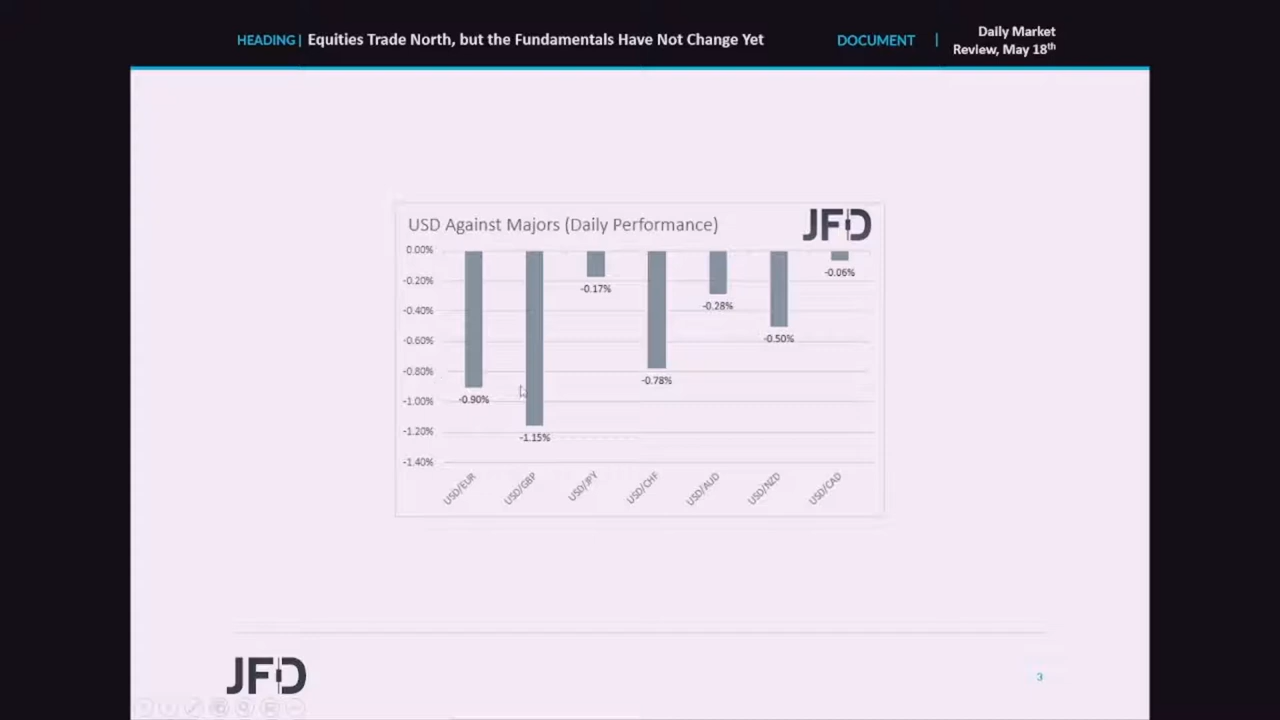 HEADING| Equities Trade North, but the Fundamentals Have Not Change Yet
DOCUMENT | Daily Market
Review, May 18th
USD Against Majors (Daily Performance)
JFD
0.00%
-0.20%
-0.40%
-0.60%
-0.80%
-1.00%
-1.20%
-1.40%
-0.90%
-1.15%
-0.17%
-0.78%
-0.28%
-0.50%
-0.06%
USD/EUR
USD/GBP
USD/JPY
USD/CHF
USD/AUD
USD/NZD
USD/CAD
JFD
3